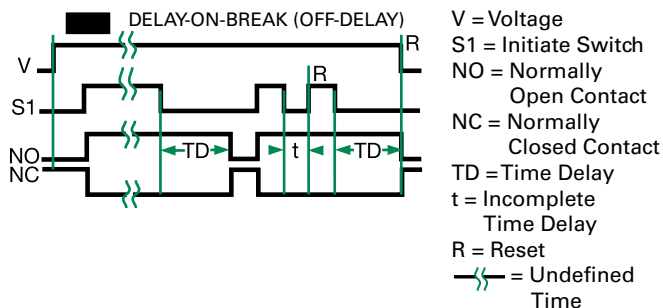 DELAY-ON-BREAK (OFF-DELAY)
R
V
R
S1
NO
NC
TD
t
TD
V = Voltage
S1 = Initiate Switch
NO = Normally
Open Contact
NC = Normally
Closed Contact
TD = Time Delay
t = Incomplete
Time Delay
R = Reset
= Undefined
Time